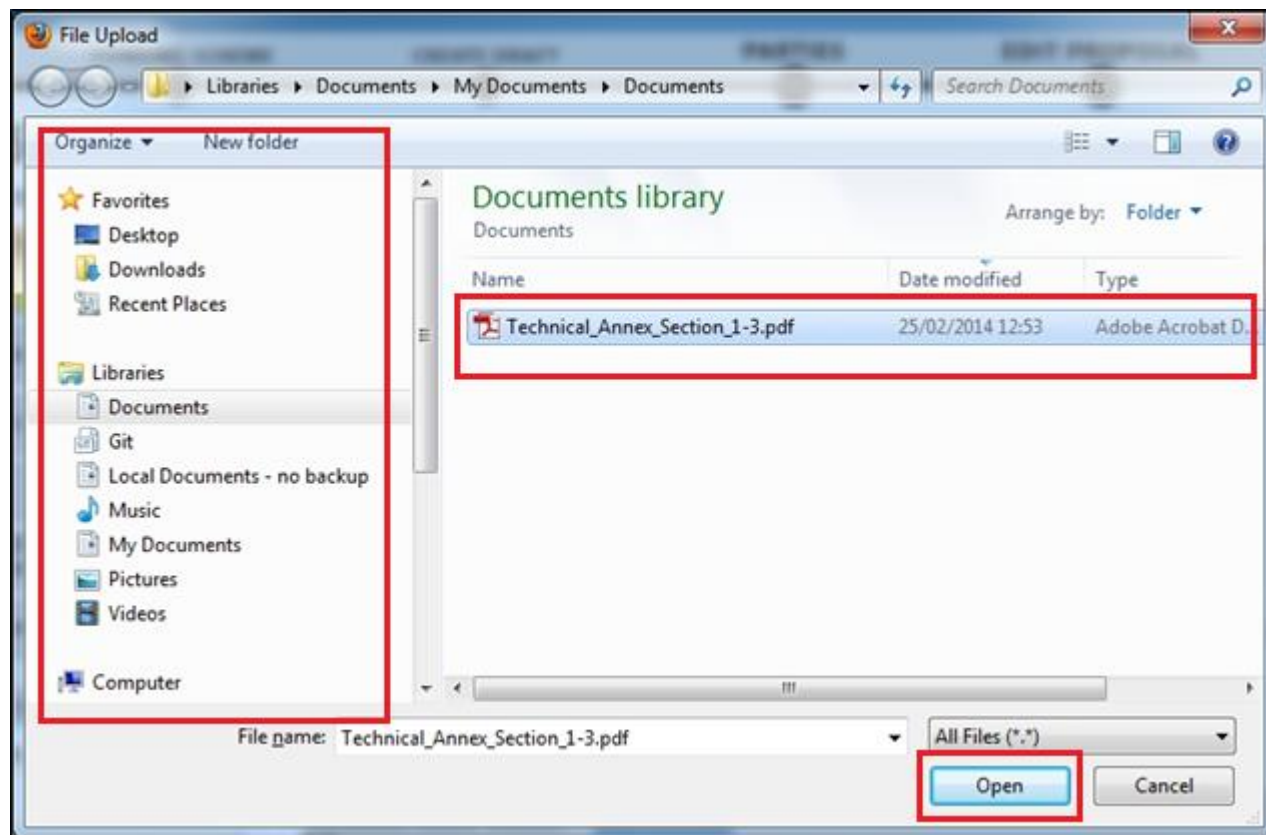 File Upload
Libraries Documents My Documents Documents
Search Documents
Organize New folder
Favorites
Desktop
Downloads
Recent Places
Libraries
Documents
Git
Local Documents - no backup
Music
My Documents
Pictures
Videos
Computer
Documents library
Documents
Arrange by: Folder
Name Date modified Type
Technical_Annex_Section_1-3.pdf 25/02/2014 12:53 Adobe Acrobat D...
File name: Technical_Annex_Section_1-3.pdf
All Files (*.*)
Open Cancel